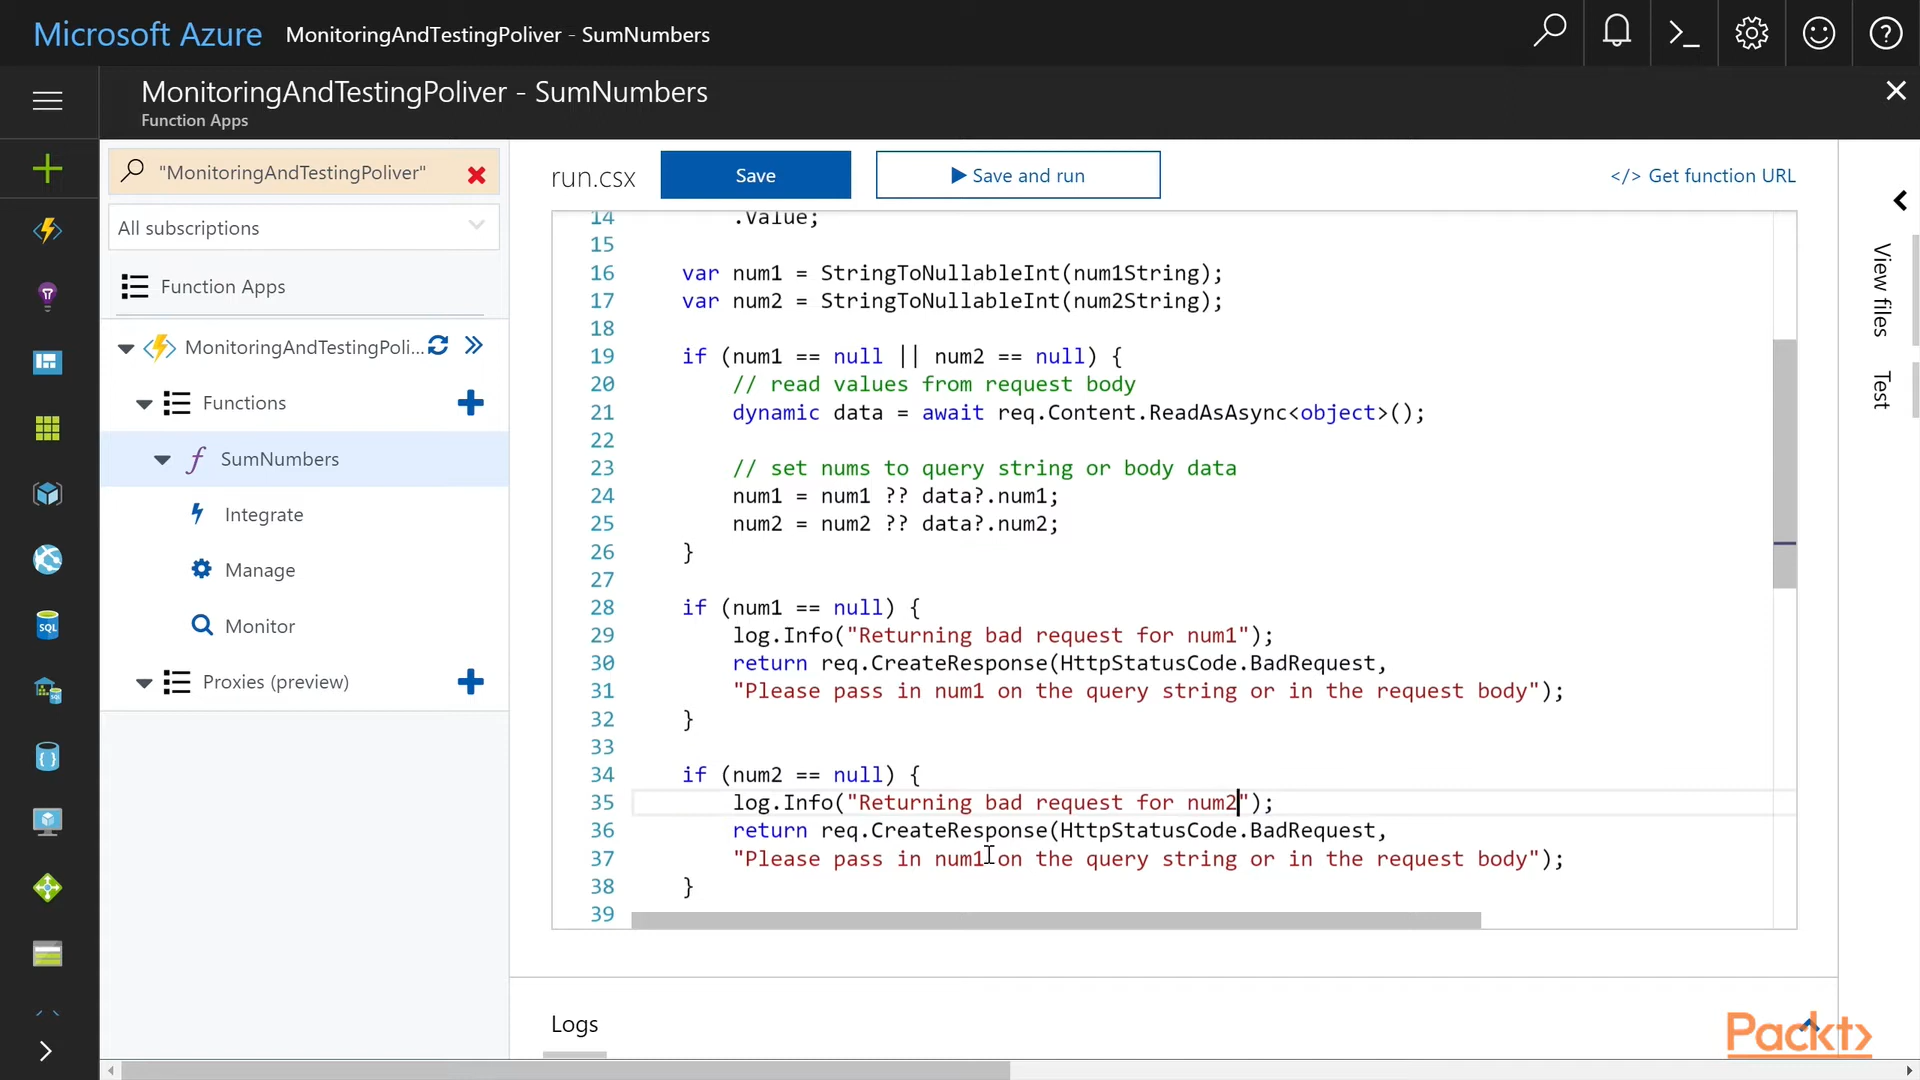 Microsoft Azure MonitoringAndTestingPoliver - SumNumbers
MonitoringAndTestingPoliver - SumNumbers
Function Apps
"MonitoringAndTestingPoliver"
All subscriptions
Function Apps
MonitoringAndTestingPoli...
Functions
SumNumbers
Integrate
Manage
Monitor
Proxies (preview)
SQL
run.csx
Save
Save and run
</> Get function URL
14 .Value;
15
16 var num1 = StringToNullableInt(num1String);
17 var num2 = StringToNullableInt(num2String);
18
19 if (num1 == null || num2 == null) {
20 // read values from request body
21 dynamic data = await req.Content.ReadAsAsync<object>();
22
23 // set nums to query string or body data
24 num1 = num1 ?? data?.num1;
25 num2 = num2 ?? data?.num2;
26 }
27
28 if (num1 == null) {
29 log.Info("Returning bad request for num1");
30 return req.CreateResponse(HttpStatusCode.BadRequest,
31 "Please pass in num1 on the query string or in the request body");
32 }
33
34 if (num2 == null) {
35 log.Info("Returning bad request for num2");
36 return req.CreateResponse(HttpStatusCode.BadRequest,
37 "Please pass in num1 on the query string or in the request body");
38 }
39
Logs
View files
Test
Packt>